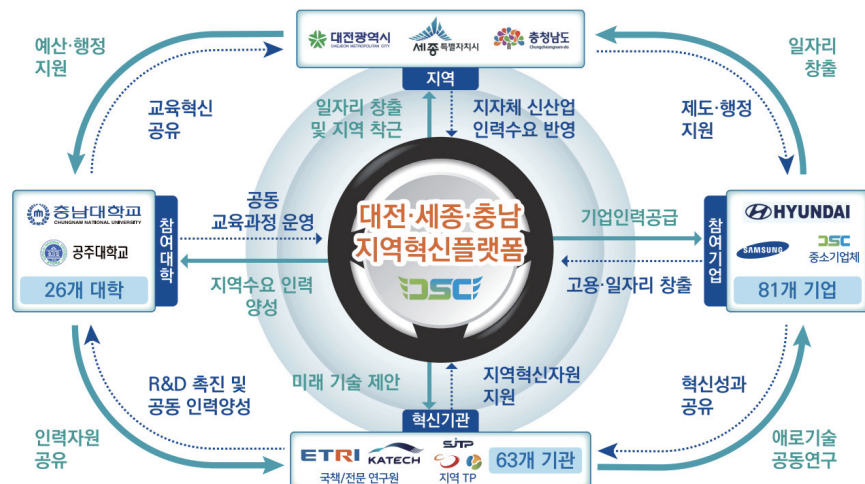 예산·행정
지원
대전광역시
DAEJEON METROPOLITAN CITY
세종특별자치시
충청남도
Chungcheongnam-do
일자리
창출
지역
교육혁신
공유
일자리 창출
및 지역 착근
지자체 신산업
인력수요 반영
제도·행정
지원
충남대학교
CHUNGNAM NATIONAL UNIVERSITY
공주대학교
26개 대학
참여대학
공동
교육과정 운영
지역수요 인력
양성
대전·세종·충남
지역혁신플랫폼
DSC
기업인력공급
고용·일자리 창출
참여기업
HYUNDAI
SAMSUNG
DSC
중소기업체
81개 기업
R&D 촉진 및
공동 인력양성
미래 기술 제안
지역혁신자원
지원
혁신성과
공유
혁신기관
인력자원
공유
ETRI
KATECH
국책/전문 연구원
SJTP
지역 TP
63개 기관
애로기술
공동연구